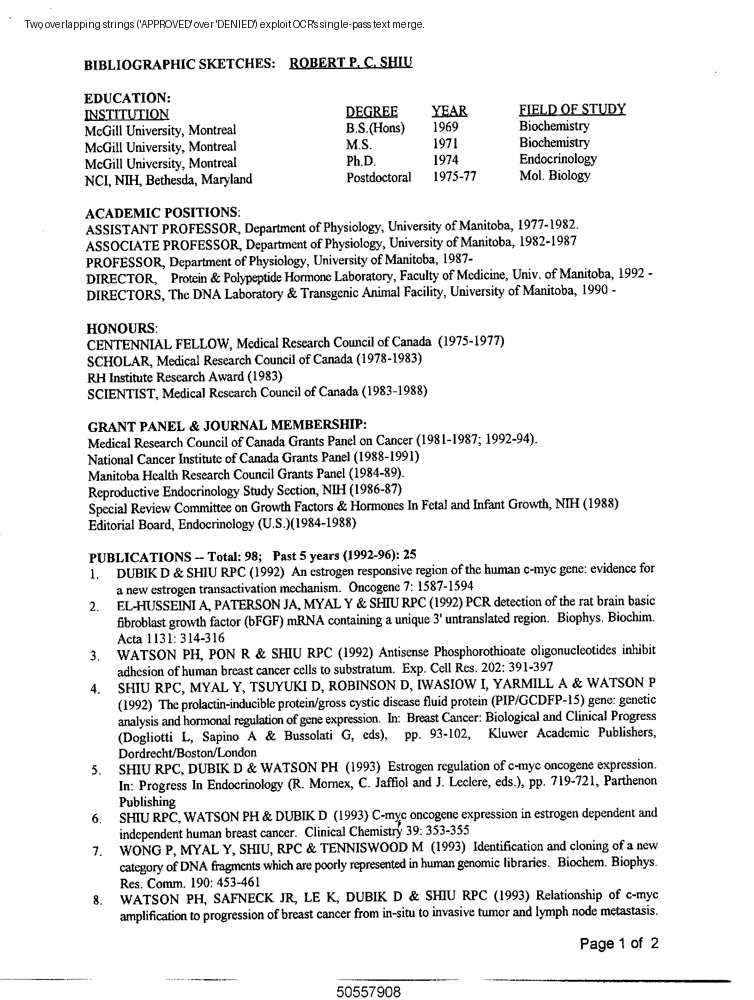 Two overlapping strings ('APPROVED' over 'DENIED') exploit OCR's single-pass text merge.
BIBLIOGRAPHIC SKETCHES: ROBERT P. C. SHIU
EDUCATION:
INSTITUTION DEGREE YEAR FIELD OF STUDY
McGill University, Montreal B.S.(Hons) 1969 Biochemistry
McGill University, Montreal M.S. 1971 Biochemistry
McGill University, Montreal Ph.D. 1974 Endocrinology
NCI, NIH, Bethesda, Maryland Postdoctoral 1975-77 Mol. Biology
ACADEMIC POSITIONS:
ASSISTANT PROFESSOR, Department of Physiology, University of Manitoba, 1977-1982.
ASSOCIATE PROFESSOR, Department of Physiology, University of Manitoba, 1982-1987
PROFESSOR, Department of Physiology, University of Manitoba, 1987-
DIRECTOR, Protein & Polypeptide Hormone Laboratory, Faculty of Medicine, Univ. of Manitoba, 1992 -
DIRECTORS, The DNA Laboratory & Transgenic Animal Facility, University of Manitoba, 1990 -
HONOURS:
CENTENNIAL FELLOW, Medical Research Council of Canada (1975-1977)
SCHOLAR, Medical Research Council of Canada (1978-1983)
RH Institute Research Award (1983)
SCIENTIST, Medical Research Council of Canada (1983-1988)
GRANT PANEL & JOURNAL MEMBERSHIP:
Medical Research Council of Canada Grants Panel on Cancer (1981-1987; 1992-94).
National Cancer Institute of Canada Grants Panel (1988-1991)
Manitoba Health Research Council Grants Panel (1984-89).
Reproductive Endocrinology Study Section, NIH (1986-87)
Special Review Committee on Growth Factors & Hormones In Fetal and Infant Growth, NIH (1988)
Editorial Board, Endocrinology (U.S.)(1984-1988)
PUBLICATIONS -- Total: 98; Past 5 years (1992-96): 25
1. DUBIK D & SHIU RPC (1992) An estrogen responsive region of the human c-myc gene: evidence for
a new estrogen transactivation mechanism. Oncogene 7: 1587-1594
2. EL-HUSSEINI A, PATERSON JA, MYAL Y & SHIU RPC (1992) PCR detection of the rat brain basic
fibroblast growth factor (bFGF) mRNA containing a unique 3' untranslated region. Biophys. Biochim.
Acta 1131: 314-316
3. WATSON PH, PON R & SHIU RPC (1992) Antisense Phosphorothioate oligonucleotides inhibit
adhesion of human breast cancer cells to substratum. Exp. Cell Res. 202: 391-397
4. SHIU RPC, MYAL Y, TSUYUKI D, ROBINSON D, IWASIOW I, YARMILL A & WATSON P
(1992) The prolactin-inducible protein/gross cystic disease fluid protein (PIP/GCDFP-15) gene: genetic
analysis and hormonal regulation of gene expression. In: Breast Cancer: Biological and Clinical Progress
(Dogliotti L, Sapino A & Bussolati G, eds), pp. 93-102, Kluwer Academic Publishers,
Dordrecht/Boston/London
5. SHIU RPC, DUBIK D & WATSON PH (1993) Estrogen regulation of c-myc oncogene expression.
In: Progress In Endocrinology (R. Mornex, C. Jaffiol and J. Leclere, eds.), pp. 719-721, Parthenon
Publishing
6. SHIU RPC, WATSON PH & DUBIK D (1993) C-myc oncogene expression in estrogen dependent and
independent human breast cancer. Clinical Chemistry 39: 353-355
7. WONG P, MYAL Y, SHIU, RPC & TENNISWOOD M (1993) Identification and cloning of a new
category of DNA fragments which are poorly represented in human genomic libraries. Biochem. Biophys.
Res. Comm. 190: 453-461
8. WATSON PH, SAFNECK JR, LE K, DUBIK D & SHIU RPC (1993) Relationship of c-myc
amplification to progression of breast cancer from in-situ to invasive tumor and lymph node metastasis.
Page 1 of 2
50557908